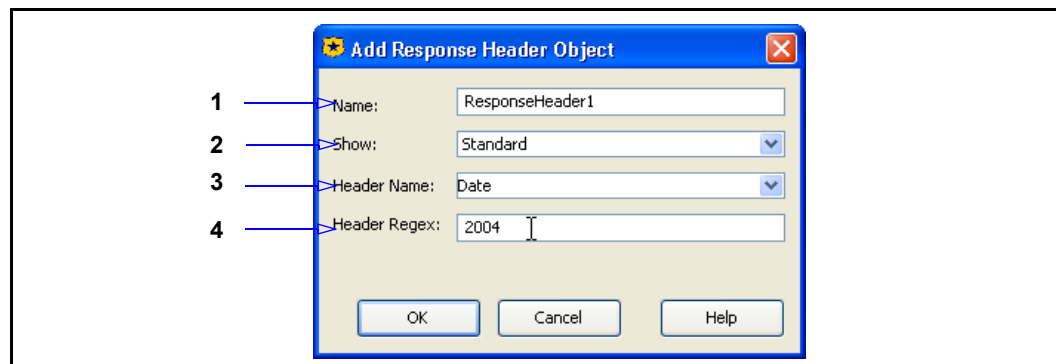 Add Response Header Object
1 Name: ResponseHeader1
2 Show: Standard
3 Header Name: Date
4 Header Regex: 2004
OK Cancel Help